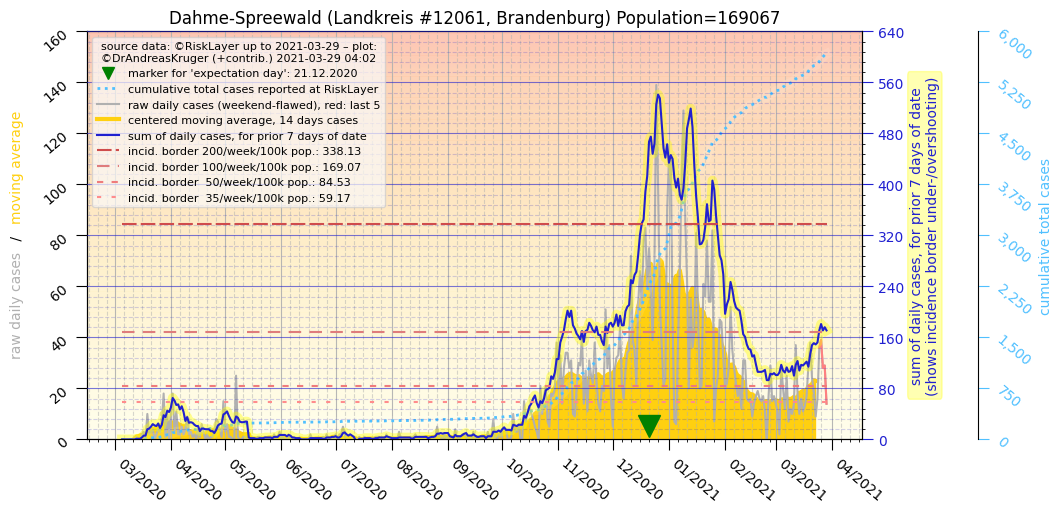 Dahme-Spreewald (Landkreis #12061, Brandenburg) Population=169067
source data: ©RiskLayer up to 2021-03-29 – plot:
©DrAndreasKruger (+contrib.) 2021-03-29 04:02
marker for 'expectation day': 21.12.2020
cumulative total cases reported at RiskLayer
raw daily cases (weekend-flawed), red: last 5
centered moving average, 14 days cases
sum of daily cases, for prior 7 days of date
incid. border 200/week/100k pop.: 338.13
incid. border 100/week/100k pop.: 169.07
incid. border  50/week/100k pop.: 84.53
incid. border  35/week/100k pop.: 59.17
raw daily cases / moving average
160
140
120
100
80
60
40
20
0
03/2020
04/2020
05/2020
06/2020
07/2020
08/2020
09/2020
10/2020
11/2020
12/2020
01/2021
02/2021
03/2021
04/2021
640
560
480
400
320
240
160
80
0
sum of daily cases, for prior 7 days of date
(shows incidence border under-/overshooting)
6,000
5,250
4,500
3,750
3,000
2,250
1,500
750
0
cumulative total cases